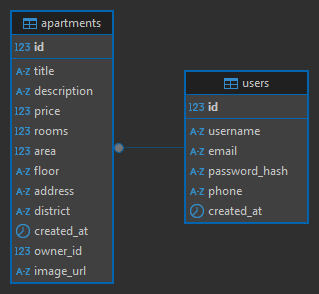 apartments
123 id
A-Z title
A-Z description
123 price
123 rooms
123 area
A-Z floor
A-Z address
A-Z district
created_at
123 owner_id
A-Z image_url
users
123 id
A-Z username
A-Z email
A-Z password_hash
A-Z phone
created_at